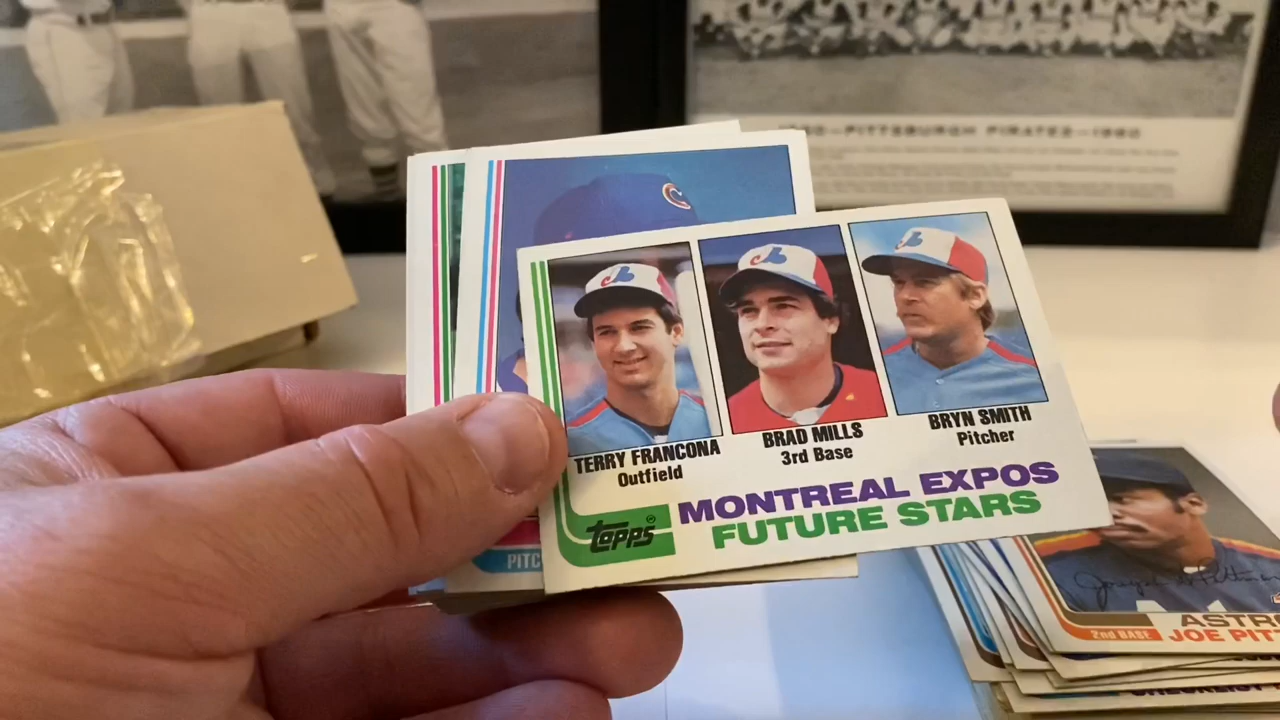 1960—PITTSBURGH PIRATES—1960
TERRY FRANCONA
Outfield
BRAD MILLS
3rd Base
BRYN SMITH
Pitcher
MONTREAL EXPOS
FUTURE STARS
Topps
PITC
ASTR
2nd BASE
JOE PIT
CHECKLIST